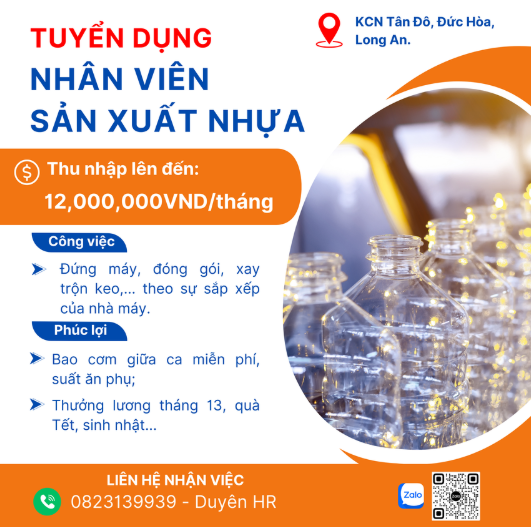 TUYỂN DỤNG
NHÂN VIÊN
SẢN XUẤT NHỰA
KCN Tân Đô, Đức Hòa,
Long An.
Thu nhập lên đến:
12,000,000VND/tháng
Công việc
Đứng máy, đóng gói, xay
trộn keo,... theo sự sắp xếp
của nhà máy.
Phúc lợi
Bao cơm giữa ca miễn phí,
suất ăn phụ;
Thưởng lương tháng 13, quà
Tết, sinh nhật...
LIÊN HỆ NHẬN VIỆC
0823139939 - Duyên HR
Zalo